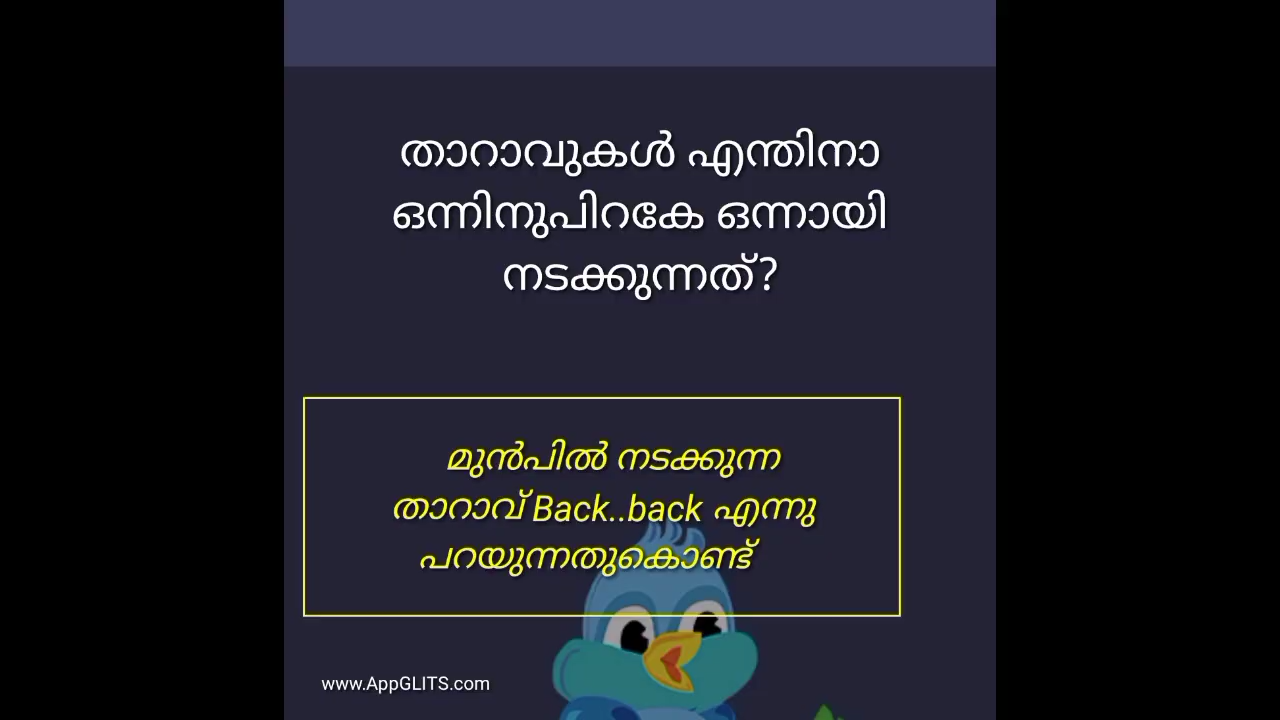 താറാവുകൾ എന്തിനാ
ഒന്നിനുപിറകേ ഒന്നായി
നടക്കുന്നത്?
മുൻപിൽ നടക്കുന്ന
താറാവ് Back..back എന്നു
പറയുന്നതുകൊണ്ട്
www.AppGLITS.com